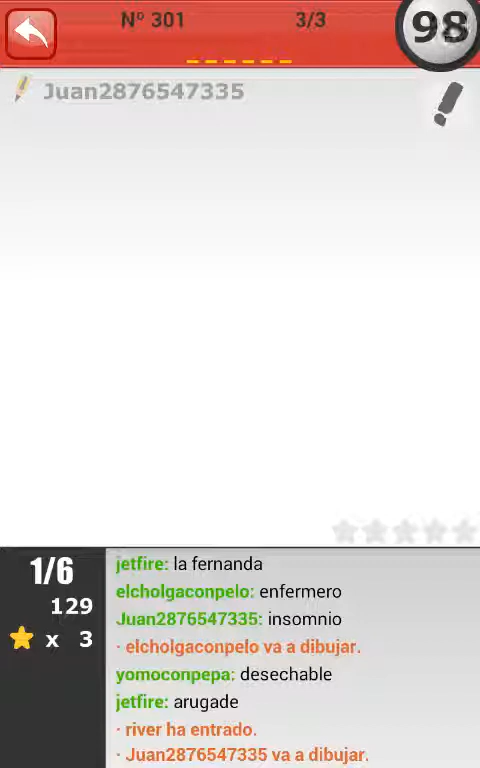 Nº 301
3/3
98
_ _ _ _ _ _
Juan2876547335
!
1/6
129
x 3
jetfire: la fernanda
elcholgaconpelo: enfermero
Juan2876547335: insomnio
· elcholgaconpelo va a dibujar.
yomoconpepa: desechable
jetfire: arugade
· river ha entrado.
· Juan2876547335 va a dibujar.